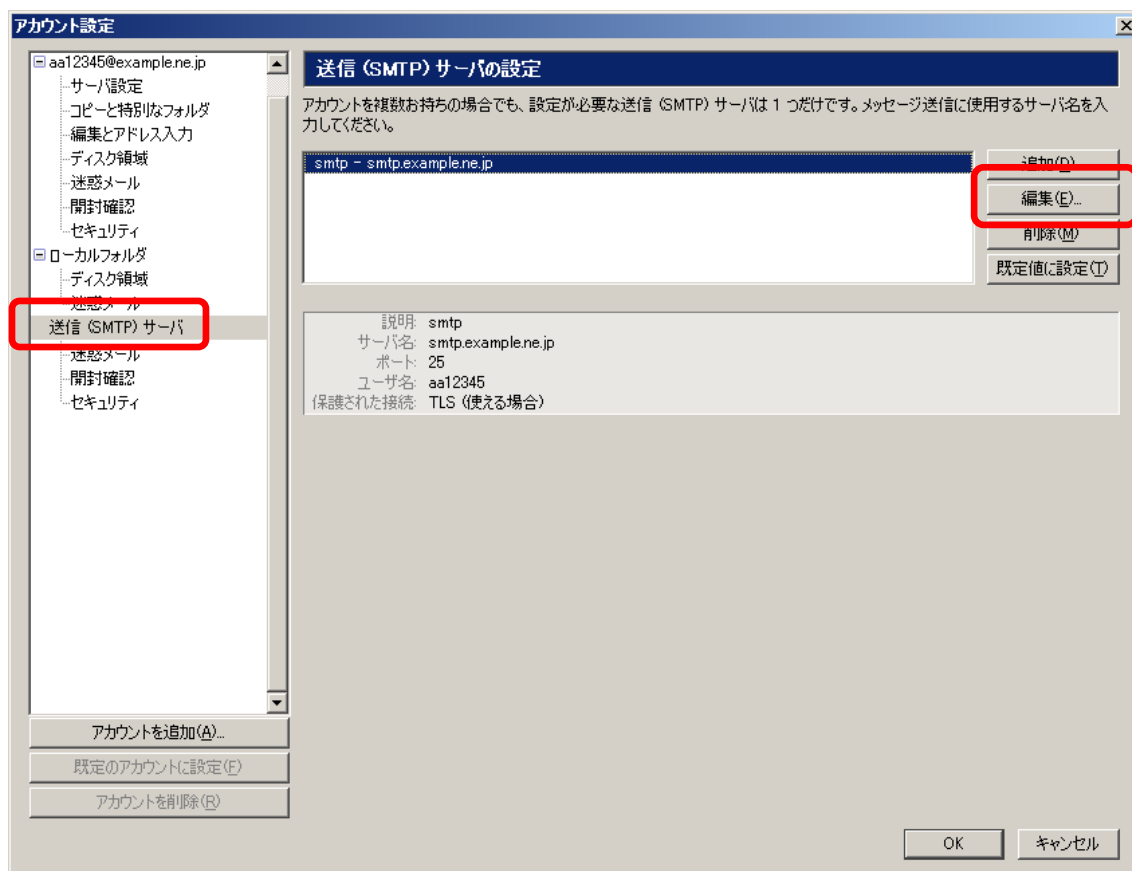 アカウント設定
aa12345@example.ne.jp
サーバ設定
コピーと特別なフォルダ
編集とアドレス入力
ディスク領域
迷惑メール
開封確認
セキュリティ
ローカルフォルダ
ディスク領域
迷惑メール
送信 (SMTP) サーバ
迷惑メール
開封確認
セキュリティ
アカウントを追加(A)...
既定のアカウントに設定(F)
アカウントを削除(R)
送信 (SMTP) サーバの設定
アカウントを複数お持ちの場合でも、設定が必要な送信 (SMTP) サーバは 1 つだけです。メッセージ送信に使用するサーバ名を入
力してください。
smtp - smtp.example.ne.jp
追加(D)...
編集(E)...
削除(M)
既定値に設定(T)
説明: smtp
サーバ名: smtp.example.ne.jp
ポート: 25
ユーザ名: aa12345
保護された接続: TLS (使える場合)
OK
キャンセル